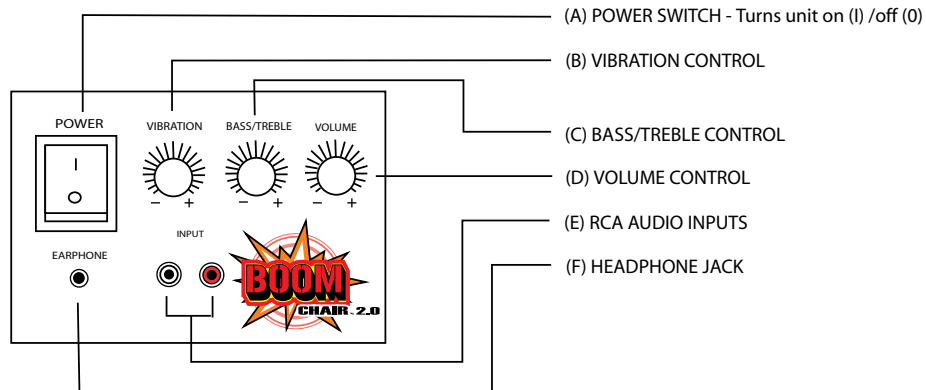 (A) POWER SWITCH - Turns unit on (I) /off (0)
(B) VIBRATION CONTROL
(C) BASS/TREBLE CONTROL
(D) VOLUME CONTROL
(E) RCA AUDIO INPUTS
(F) HEADPHONE JACK
POWER
VIBRATION
BASS/TREBLE
VOLUME
I
O
− +
− +
− +
EARPHONE
INPUT
BOOM
CHAIR 2.0